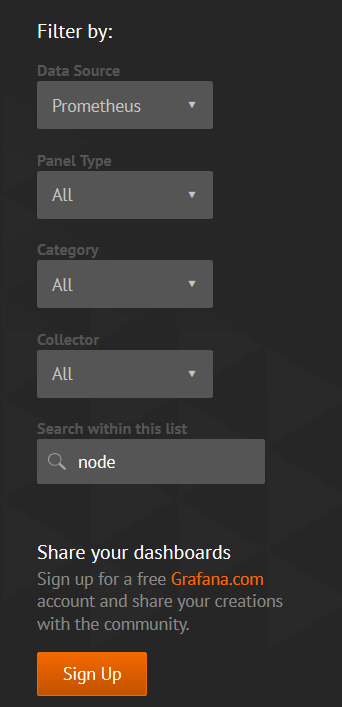 Filter by:
Data Source
Prometheus
Panel Type
All
Category
All
Collector
All
Search within this list
node
Share your dashboards
Sign up for a free Grafana.com
account and share your creations
with the community.
Sign Up